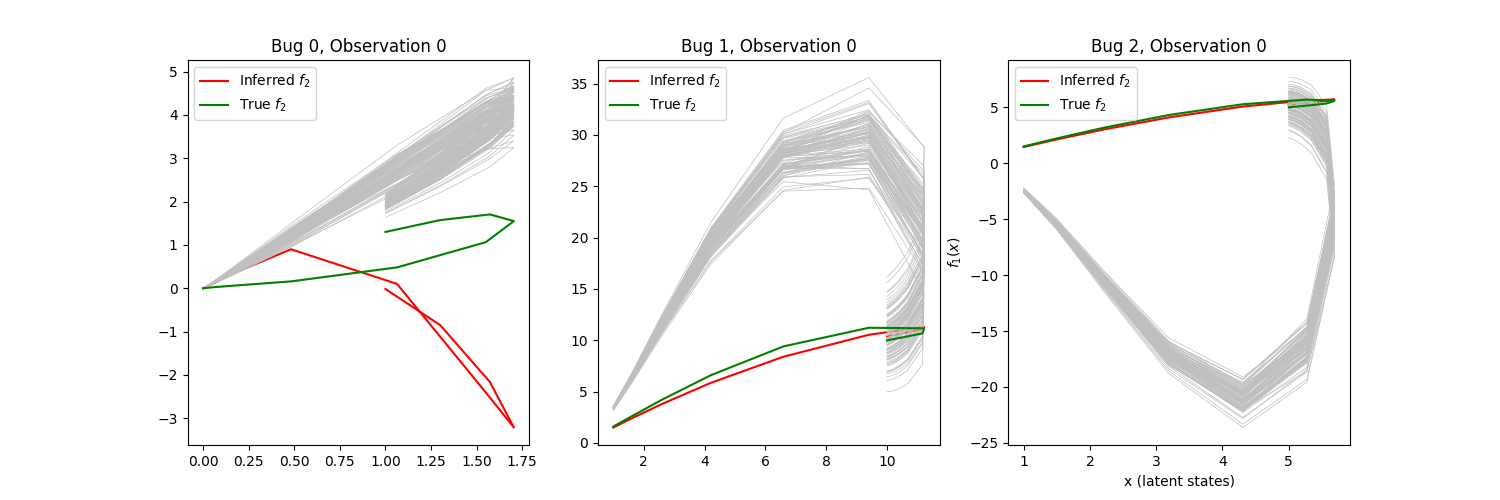 Bug 0, Observation 0
Inferred f₂
True f₂
5
4
3
2
1
0
−1
−2
−3
0.00 0.25 0.50 0.75 1.00 1.25 1.50 1.75
Bug 1, Observation 0
Inferred f₂
True f₂
35
30
25
20
15
10
5
0
2 4 6 8 10
Bug 2, Observation 0
Inferred f₂
True f₂
f₁(x)
5
0
−5
−10
−15
−20
−25
1 2 3 4 5
x (latent states)